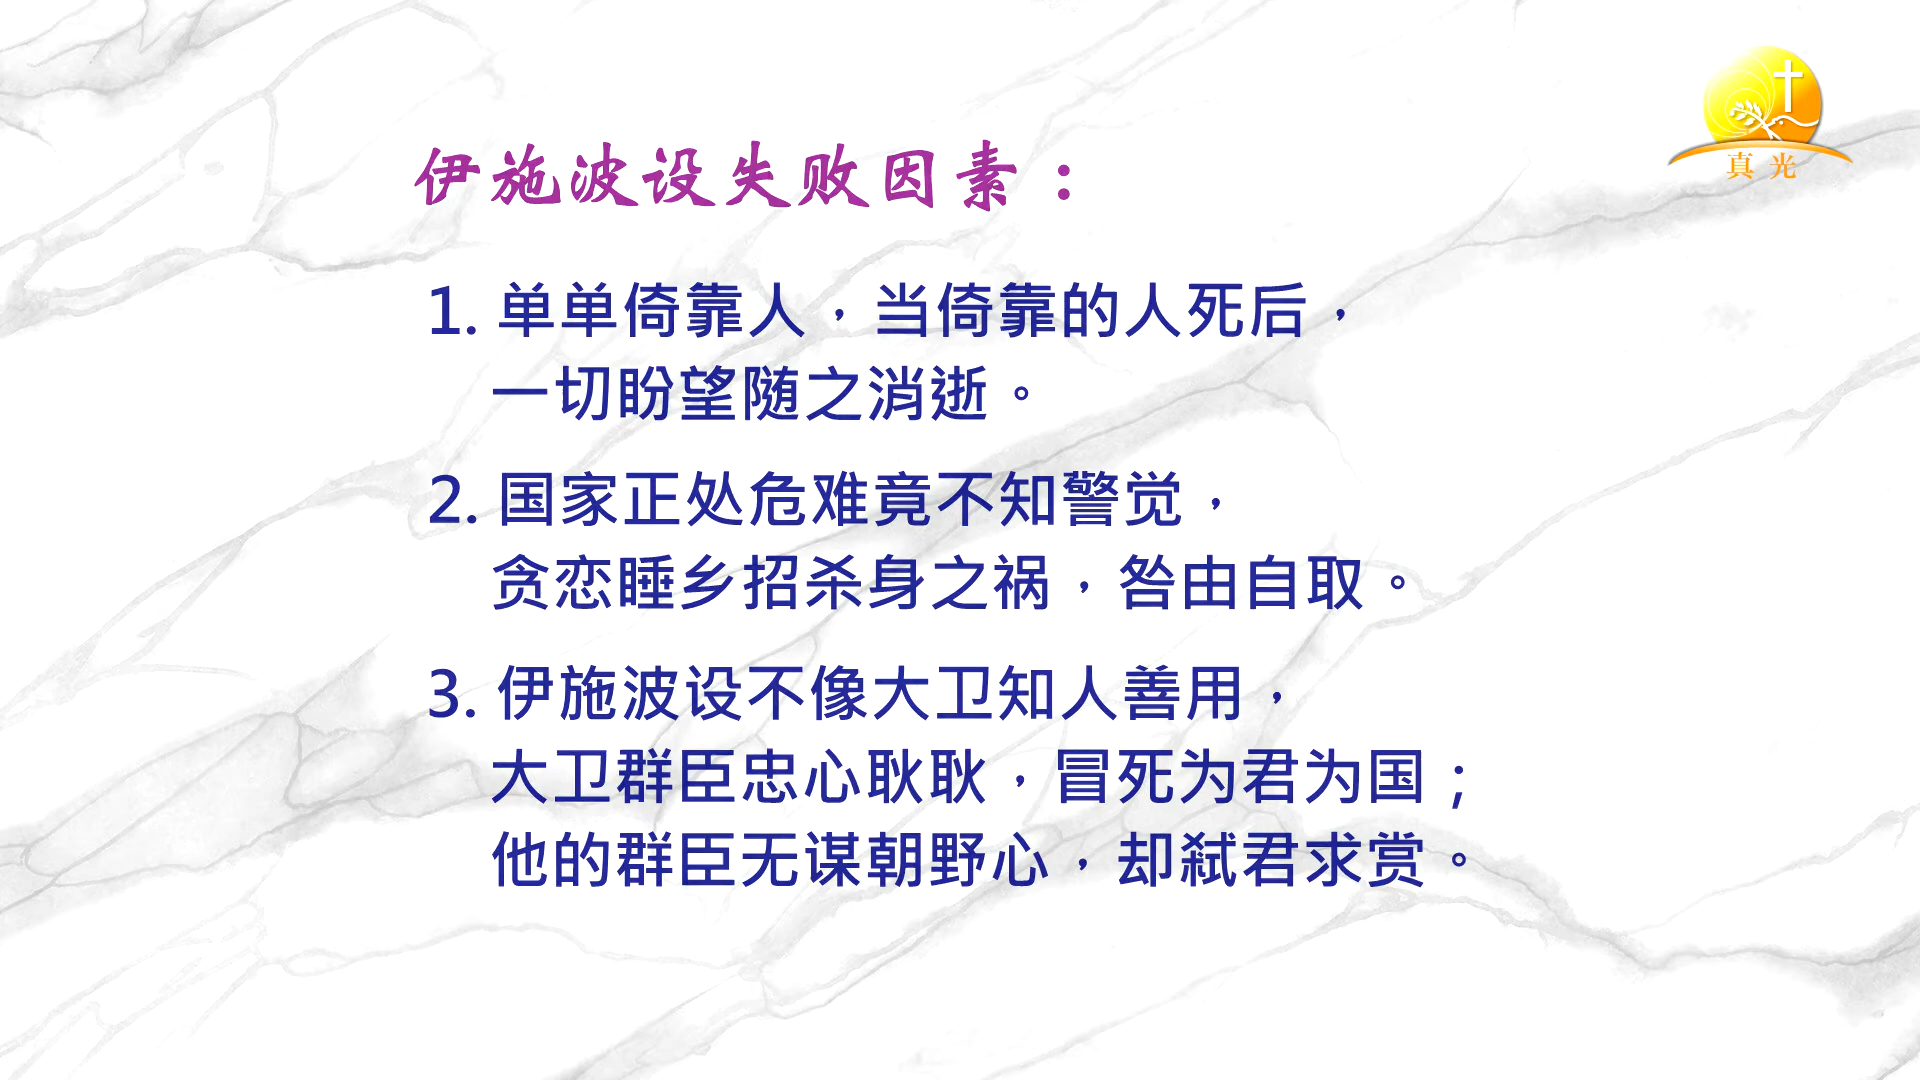 真光
伊施波设失败因素：
1. 单单倚靠人，当倚靠的人死后，
一切盼望随之消逝。
2. 国家正处危难竟不知警觉，
贪恋睡乡招杀身之祸，咎由自取。
3. 伊施波设不像大卫知人善用，
大卫群臣忠心耿耿，冒死为君为国；
他的群臣无谋朝野心，却弑君求赏。